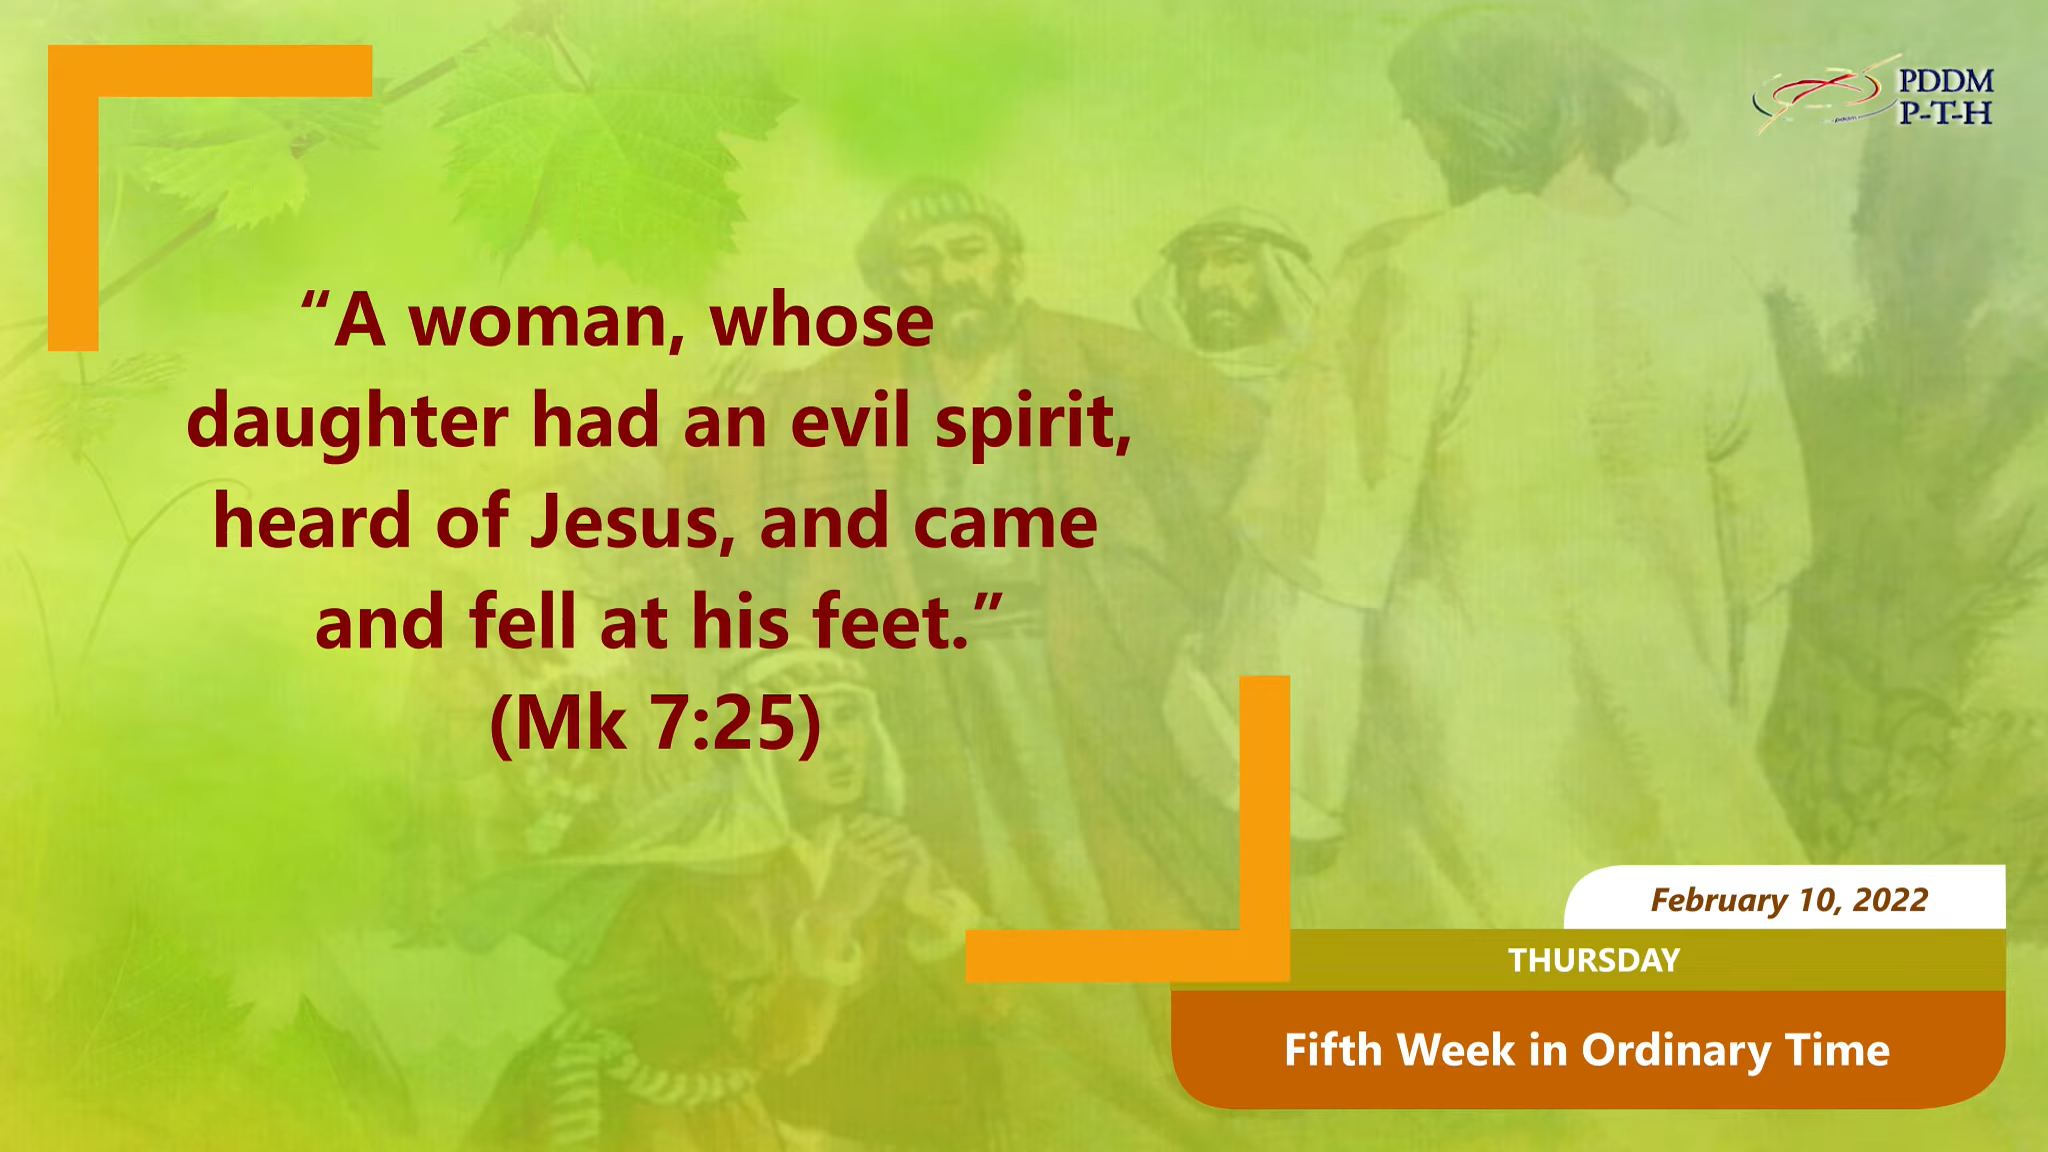 PDDM
P-T-H
“A woman, whose
daughter had an evil spirit,
heard of Jesus, and came
and fell at his feet.”
(Mk 7:25)
February 10, 2022
THURSDAY
Fifth Week in Ordinary Time